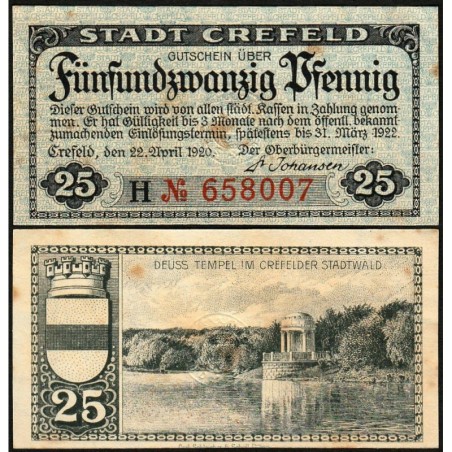 STADT CREFELD
GUTSCHEIN ÜBER
Fünfundzwanzig Pfennig
Dieser Gutschein wird von allen städt. Kassen in Zahlung genom
men. Er hat Gültigkeit bis 3 Monate nach dem öffentl. bekannt
zumachenden Einlösungstermin, spätestens bis 31. März 1922.
Crefeld, den 22. April 1920. Der Oberbürgermeister:
Dr Johansen
25 H № 658007 25
DEUSS TEMPEL IM CREFELDER STADTWALD
25